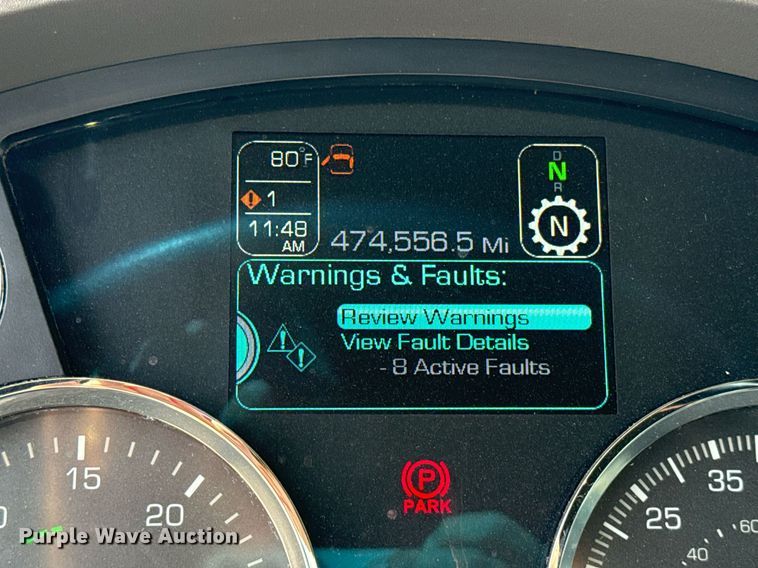 80°F
1
11:48
AM
474,556.5 Mi
D
N
R
N
Warnings & Faults:
Review Warnings
View Fault Details
- 8 Active Faults
P
PARK
15
20
25
35
40
60
Purple Wave Auction